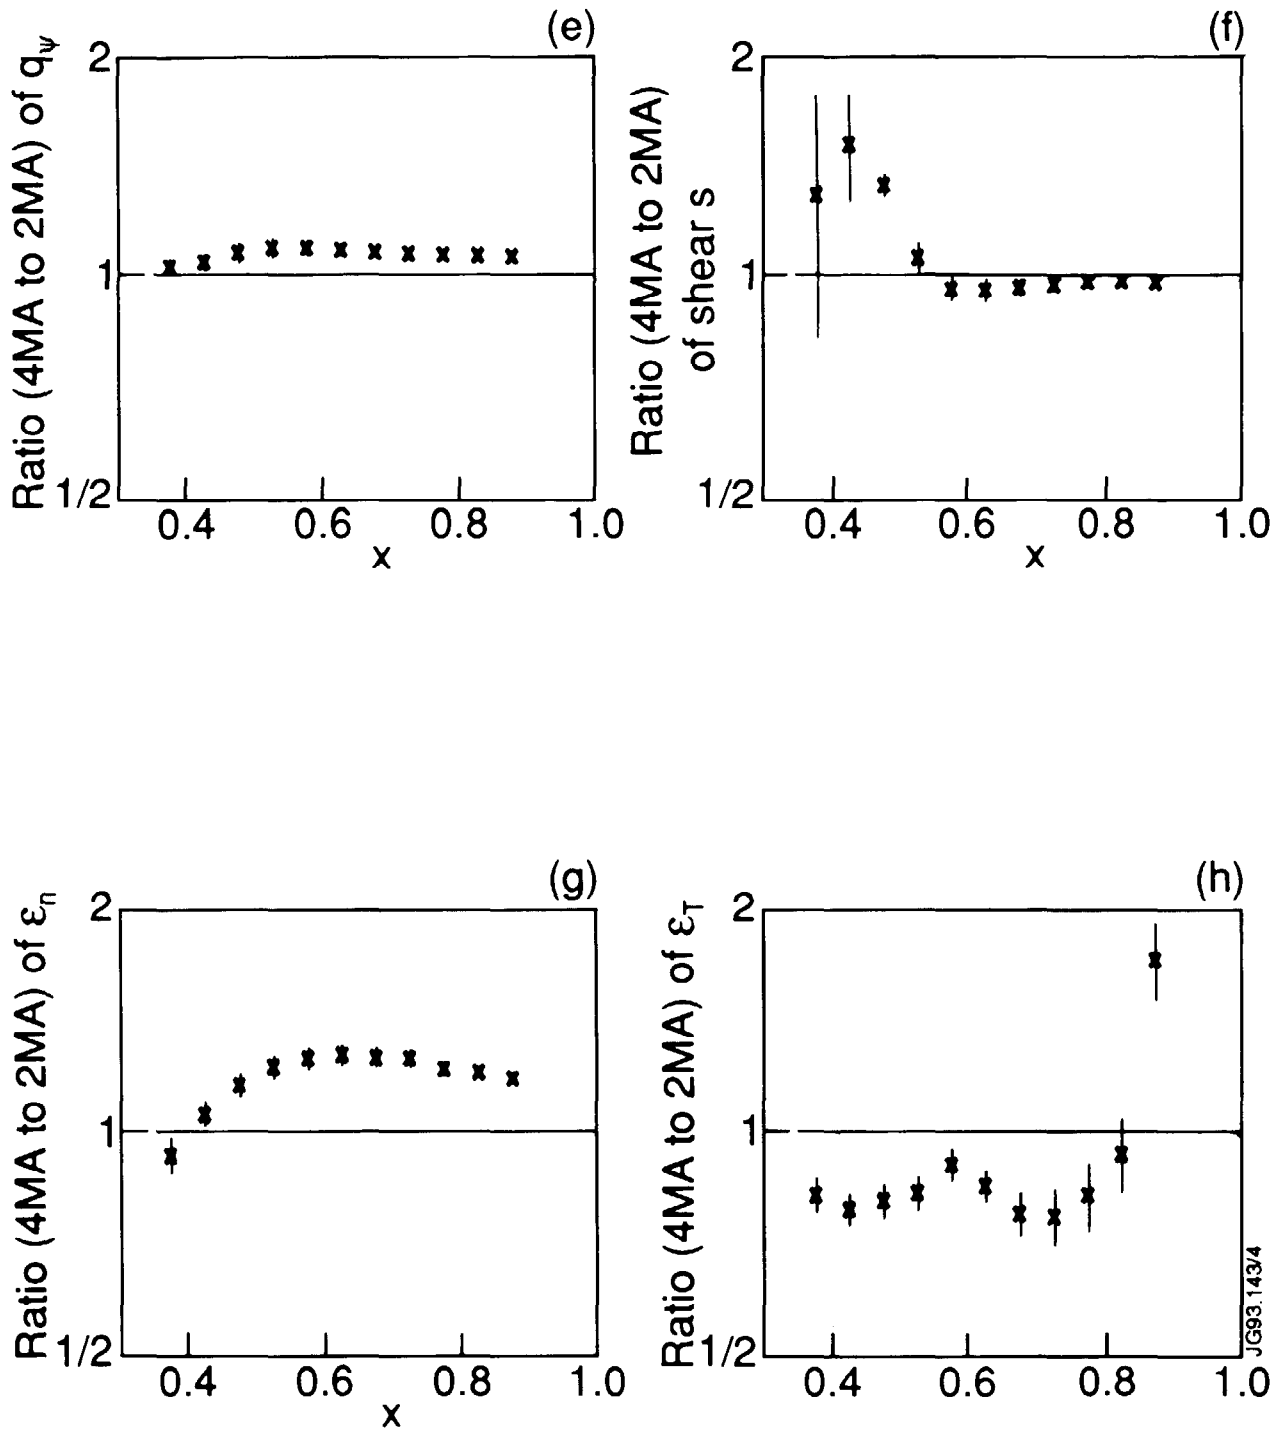 (e)
Ratio (4MA to 2MA) of qψ
2
1
1/2
0.4 0.6 0.8 1.0
x
(f)
Ratio (4MA to 2MA)
of shear s
2
1
1/2
0.4 0.6 0.8 1.0
x
(g)
Ratio (4MA to 2MA) of εn
2
1
1/2
0.4 0.6 0.8 1.0
x
(h)
Ratio (4MA to 2MA) of εT
2
1
1/2
0.4 0.6 0.8 1.0
JG93.143/4